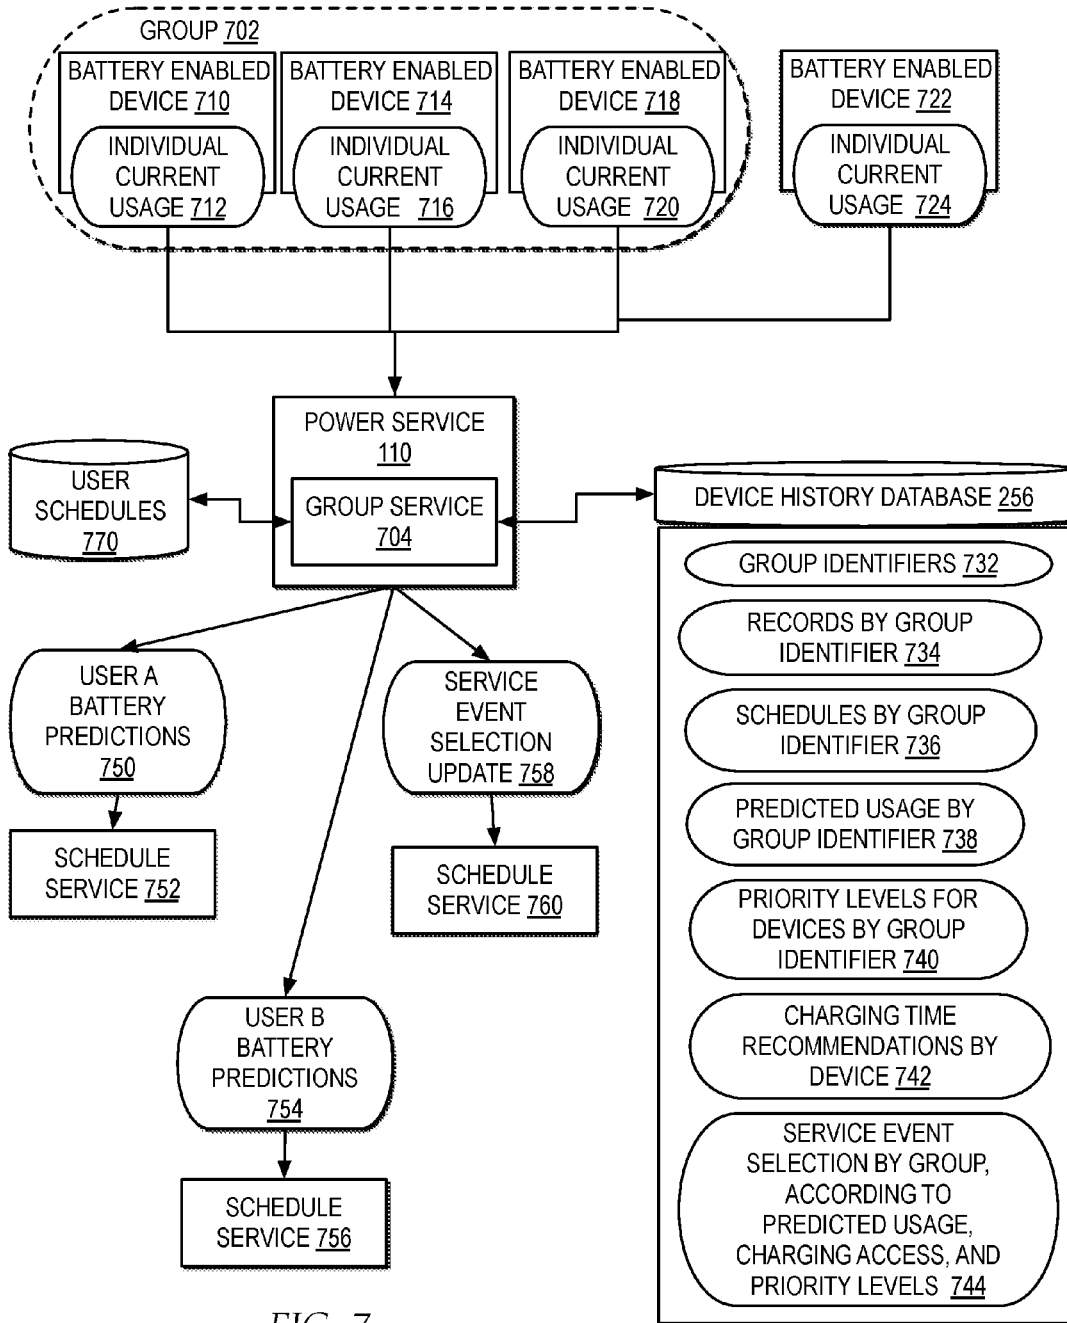 GROUP 702
BATTERY ENABLED
DEVICE 710
INDIVIDUAL
CURRENT
USAGE 712
BATTERY ENABLED
DEVICE 714
INDIVIDUAL
CURRENT
USAGE 716
BATTERY ENABLED
DEVICE 718
INDIVIDUAL
CURRENT
USAGE 720
BATTERY ENABLED
DEVICE 722
INDIVIDUAL
CURRENT
USAGE 724
POWER SERVICE
110
GROUP SERVICE
704
USER
SCHEDULES
770
DEVICE HISTORY DATABASE 256
GROUP IDENTIFIERS 732
RECORDS BY GROUP
IDENTIFIER 734
SCHEDULES BY GROUP
IDENTIFIER 736
PREDICTED USAGE BY
GROUP IDENTIFIER 738
PRIORITY LEVELS FOR
DEVICES BY GROUP
IDENTIFIER 740
CHARGING TIME
RECOMMENDATIONS BY
DEVICE 742
SERVICE EVENT
SELECTION BY GROUP,
ACCORDING TO
PREDICTED USAGE,
CHARGING ACCESS, AND
PRIORITY LEVELS 744
USER A
BATTERY
PREDICTIONS
750
SCHEDULE
SERVICE 752
SERVICE
EVENT
SELECTION
UPDATE 758
SCHEDULE
SERVICE 760
USER B
BATTERY
PREDICTIONS
754
SCHEDULE
SERVICE 756
FIG. 7